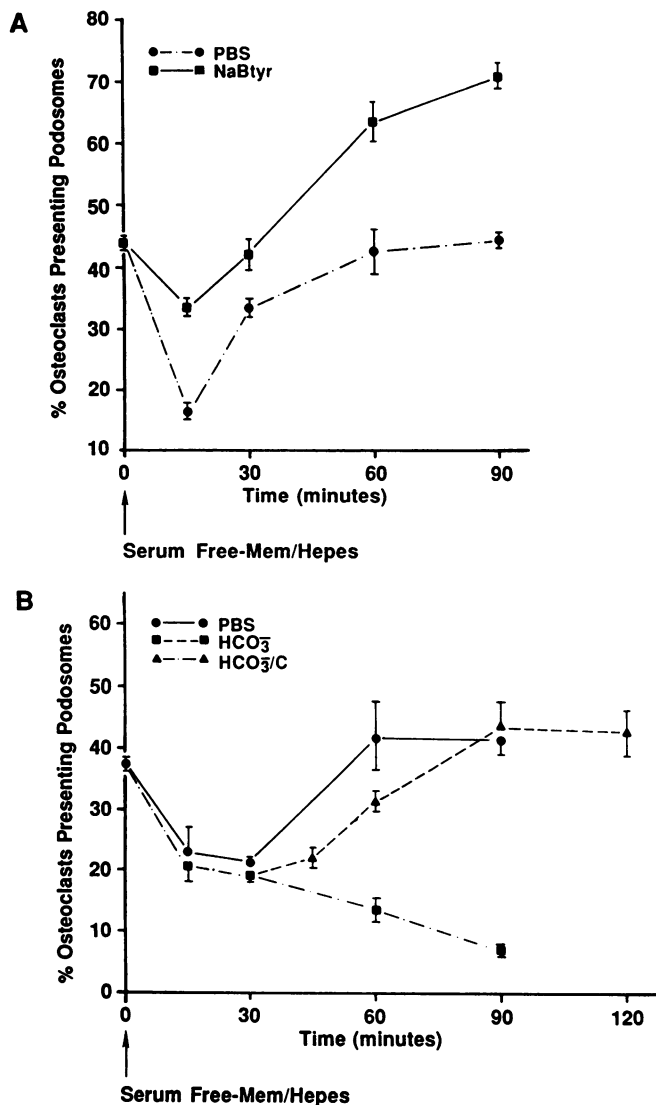 A
80
70
60
50
40
30
20
10
% Osteoclasts Presenting Podosomes
PBS
NaBtyr
0 30 60 90
Time (minutes)
Serum Free-Mem/Hepes
B
60
50
40
30
20
10
0
% Osteoclasts Presenting Podosomes
PBS
HCO3̅
HCO3̅/C
0 30 60 90 120
Time (minutes)
Serum Free-Mem/Hepes